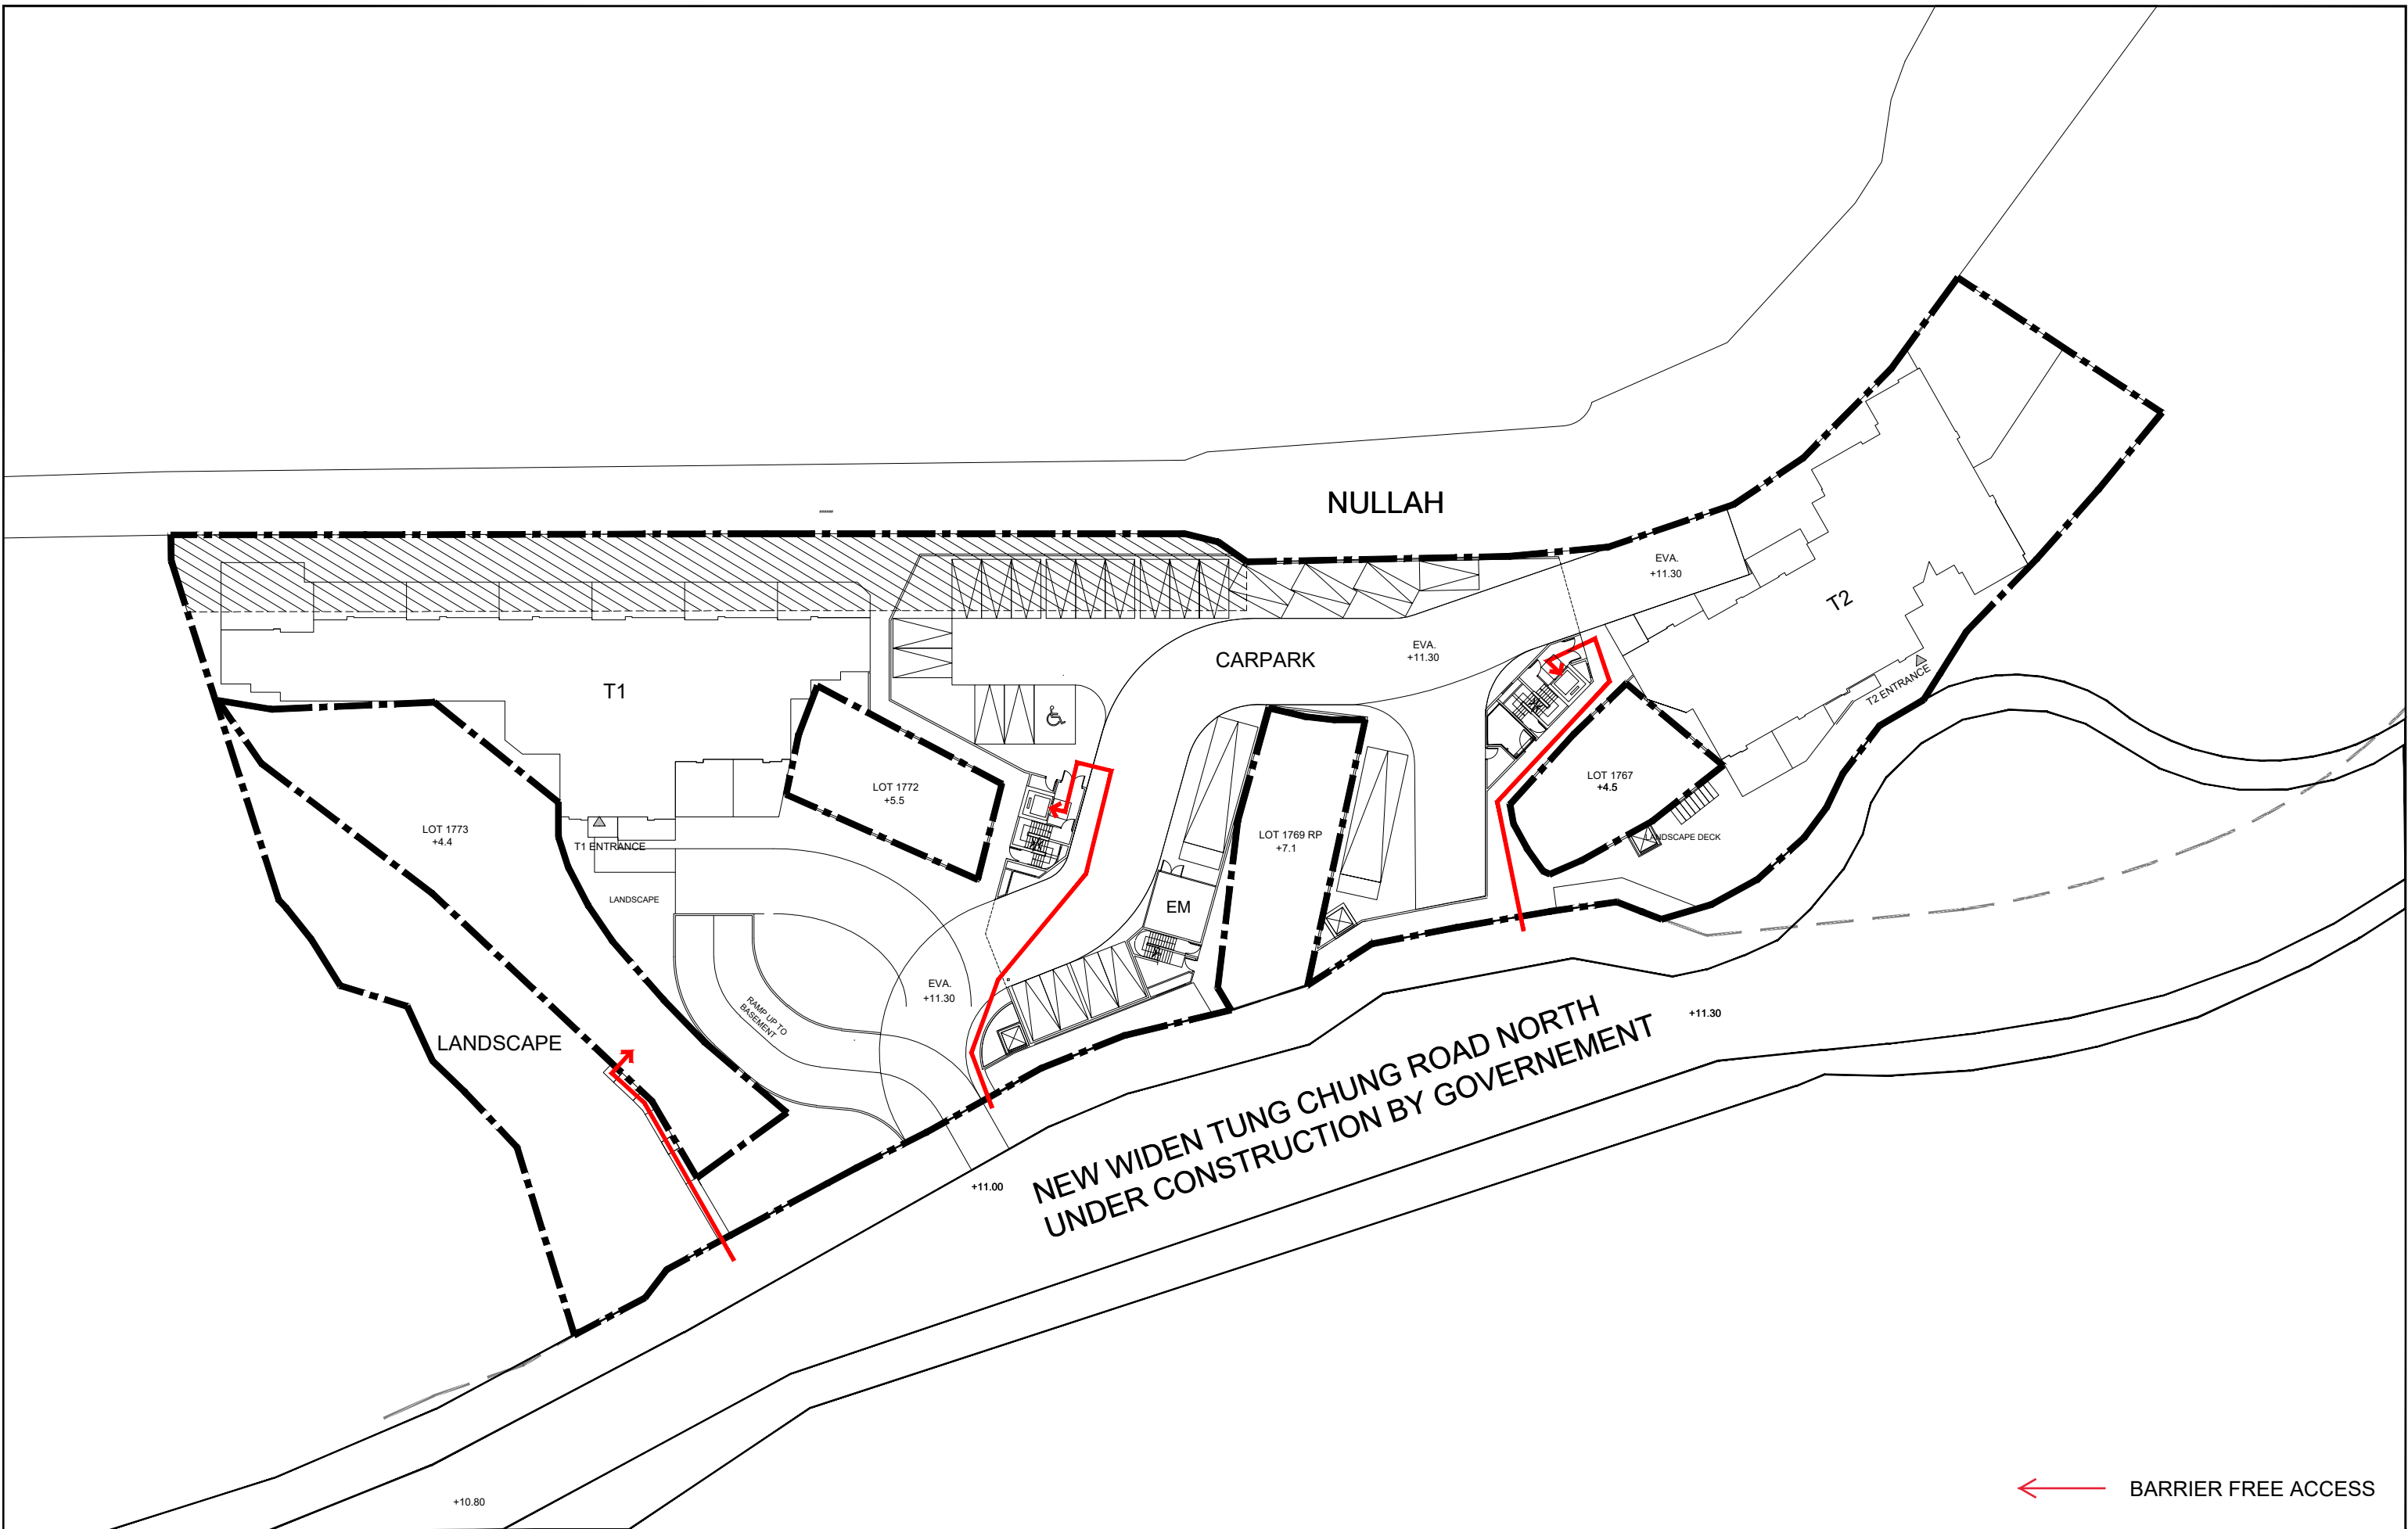 NULLAH
EVA.
+11.30
T2
CARPARK
EVA.
+11.30
T1
T2 ENTRANCE
LOT 1772
+5.5
LOT 1767
+4.5
LOT 1773
+4.4
LOT 1769 RP
+7.1
LANDSCAPE DECK
T1 ENTRANCE
LANDSCAPE
EM
EVA.
+11.30
RAMP UP TO
BASEMENT
LANDSCAPE
+11.30
NEW WIDEN TUNG CHUNG ROAD NORTH
UNDER CONSTRUCTION BY GOVERNEMENT
+11.00
+10.80
BARRIER FREE ACCESS